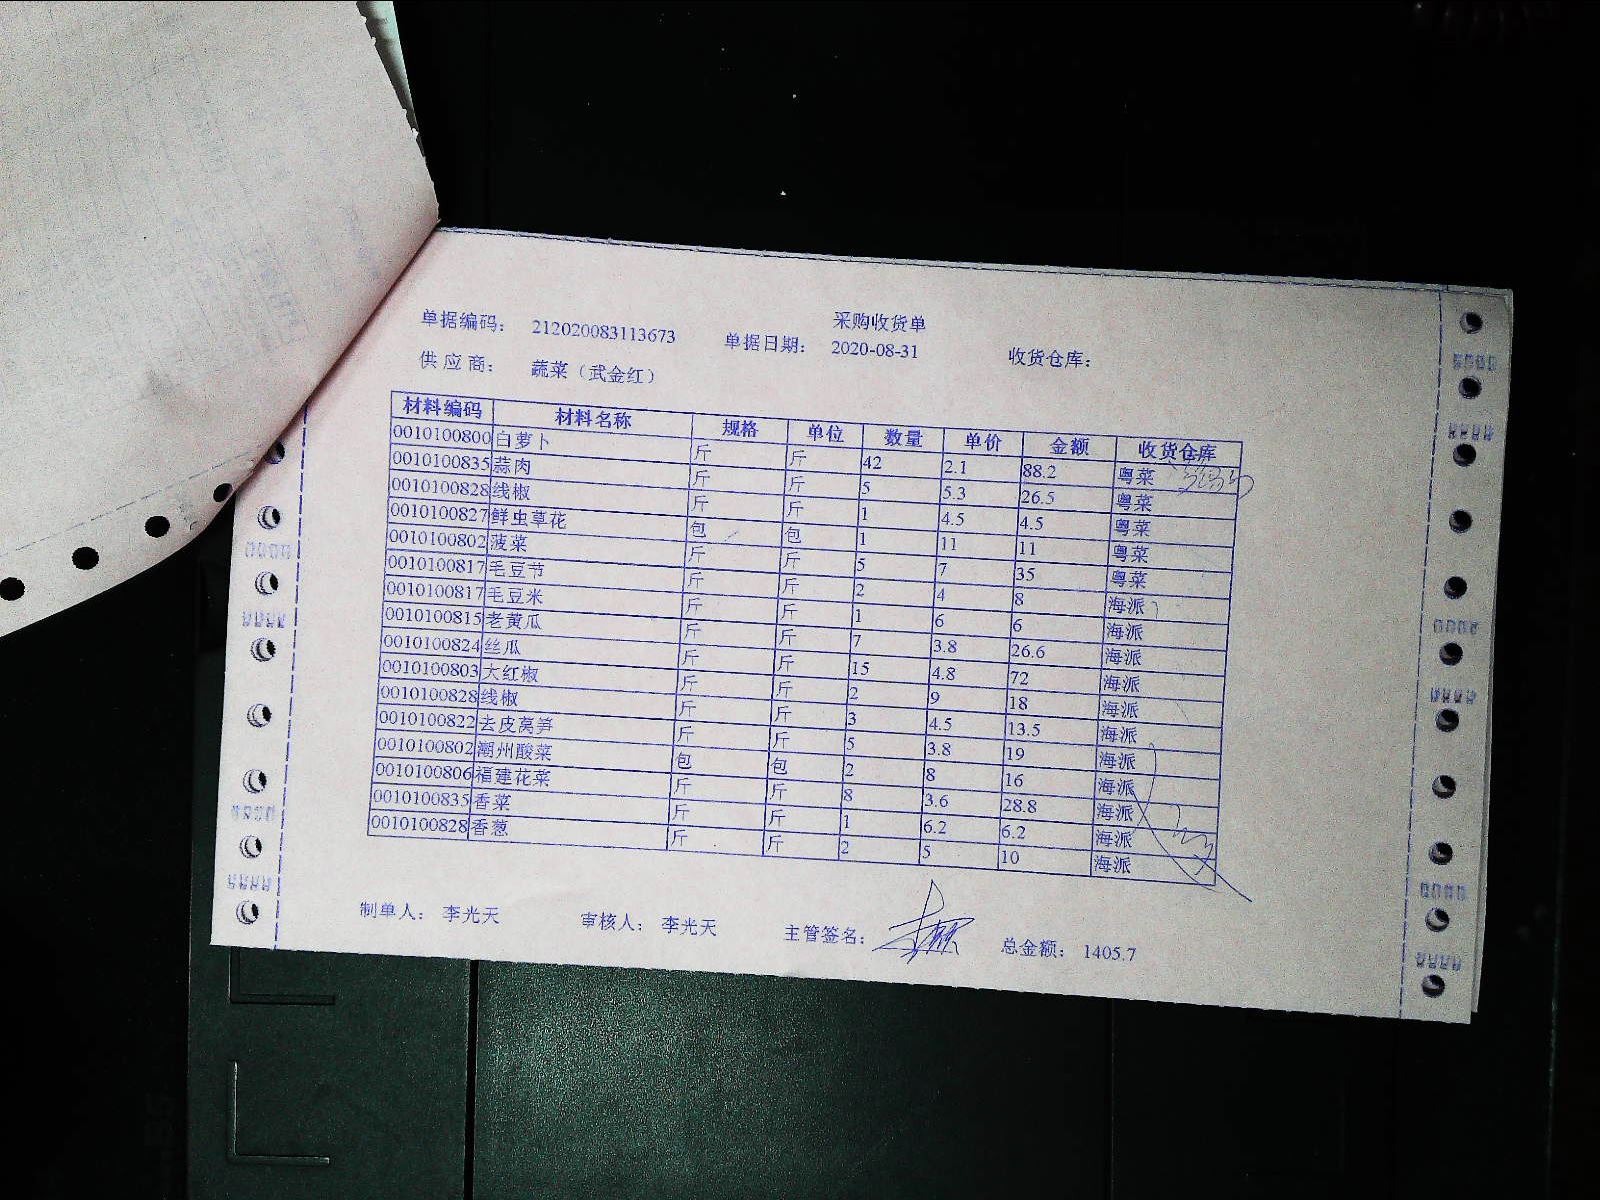 采购收货单
单据编码： 212020083113673 单据日期： 2020-08-31 收货仓库：
供 应 商： 蔬菜（武金红）
材料编码 材料名称 规格 单位 数量 单价 金额 收货仓库
0010100800 白萝卜 斤 斤 42 2.1 88.2 粤菜
0010100835 蒜肉 斤 斤 5 5.3 26.5 粤菜
0010100828 线椒 斤 斤 1 4.5 4.5 粤菜
0010100827 鲜虫草花 包 包 1 11 11 粤菜
0010100802 菠菜 斤 斤 5 7 35 粤菜
0010100817 毛豆节 斤 斤 2 4 8 海派
0010100817 毛豆米 斤 斤 1 6 6 海派
0010100815 老黄瓜 斤 斤 7 3.8 26.6 海派
0010100824 丝瓜 斤 斤 15 4.8 72 海派
0010100803 大红椒 斤 斤 2 9 18 海派
0010100828 线椒 斤 斤 3 4.5 13.5 海派
0010100822 去皮莴笋 斤 斤 5 3.8 19 海派
0010100802 潮州酸菜 包 包 2 8 16 海派
0010100806 福建花菜 斤 斤 8 3.6 28.8 海派
0010100835 香菜 斤 斤 1 6.2 6.2 海派
0010100828 香葱 斤 斤 2 5 10 海派
制单人： 李光天 审核人： 李光天 主管签名： 总金额： 1405.7